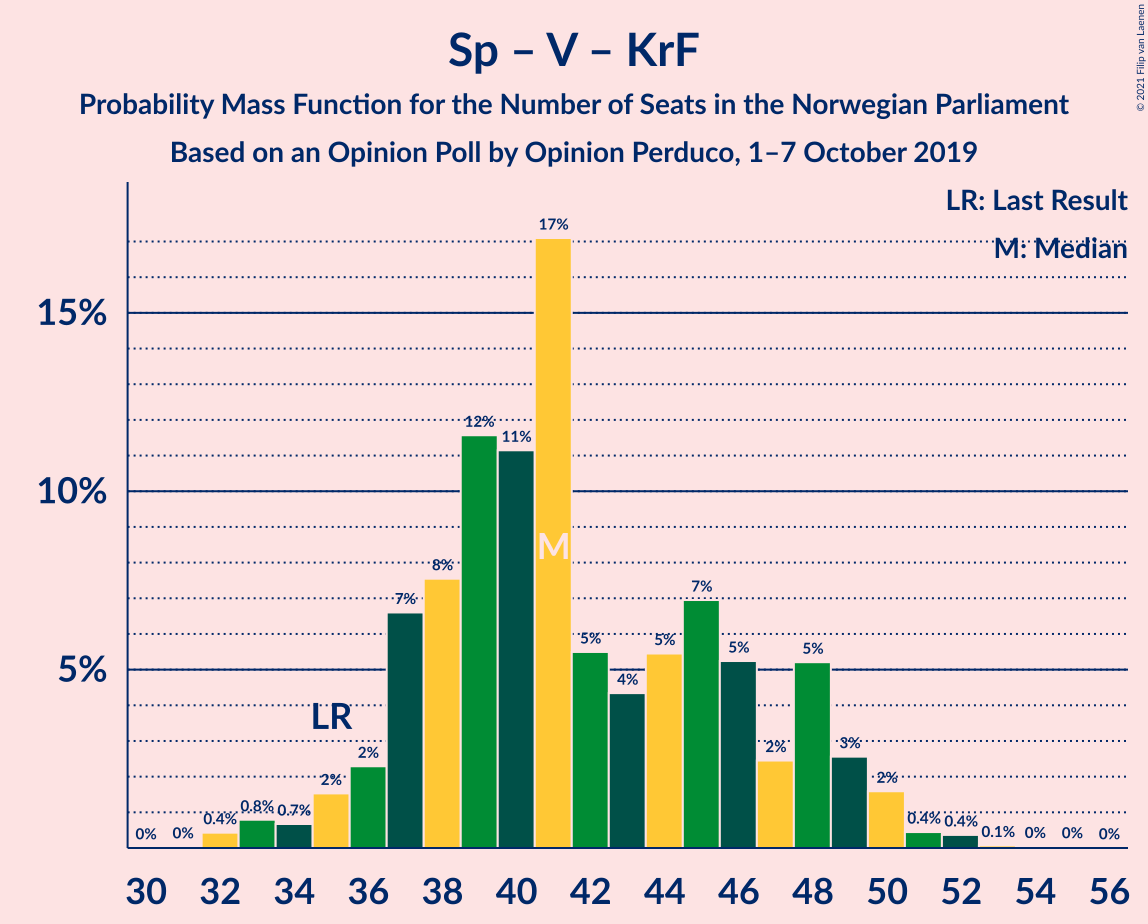 Sp – V – KrF
Probability Mass Function for the Number of Seats in the Norwegian Parliament
Based on an Opinion Poll by Opinion Perduco, 1–7 October 2019
© 2021 Filip van Laenen
LR: Last Result
M: Median
15%
10%
5%
0% 0% 0.4% 0.8% 0.7% 2% 2% 7% 8% 12% 11% 17% 5% 4% 5% 7% 5% 2% 5% 3% 2% 0.4% 0.4% 0.1% 0% 0% 0%
LR
M
30 32 34 36 38 40 42 44 46 48 50 52 54 56